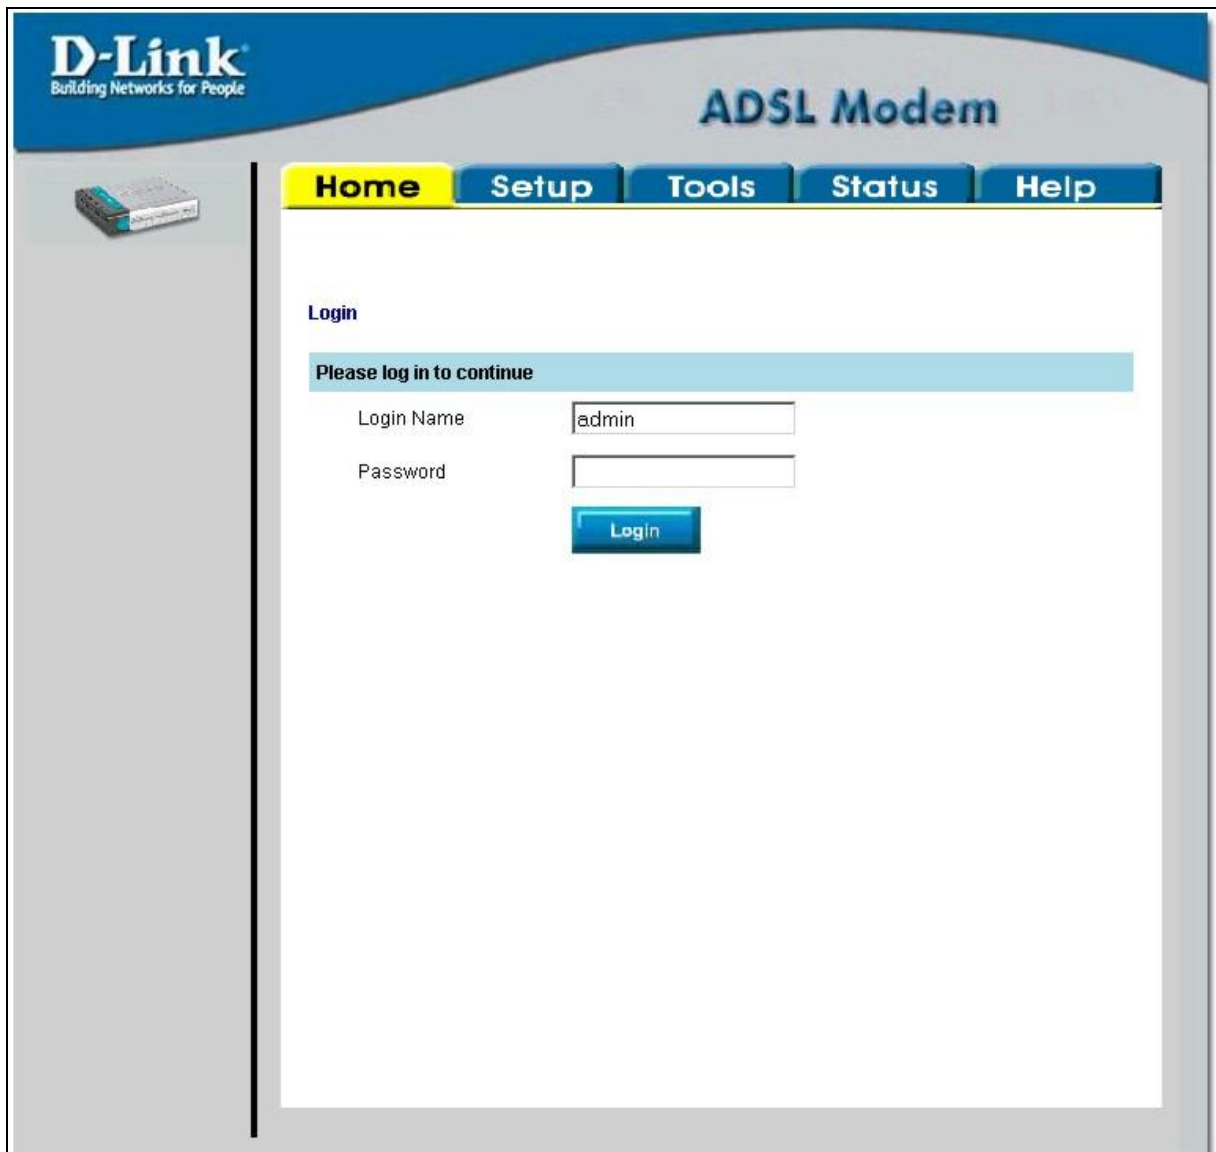 D-Link
Building Networks for People
ADSL Modem
Home Setup Tools Status Help
Login
Please log in to continue
Login Name admin
Password
Login